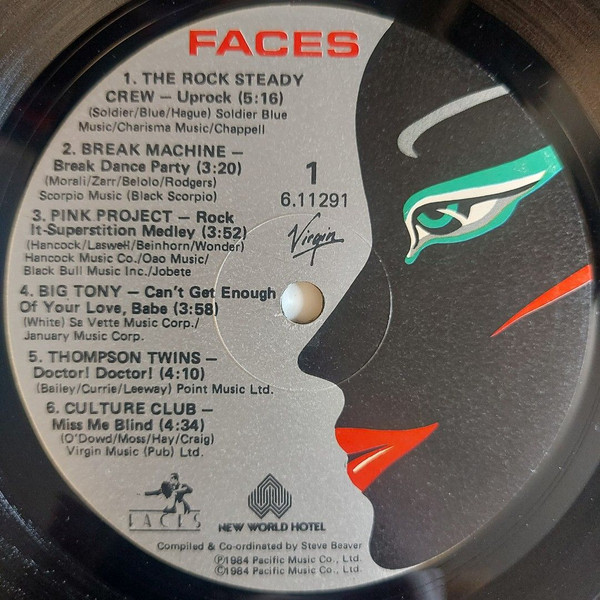 FACES
1. THE ROCK STEADY
CREW – Uprock (5:16)
(Soldier/Blue/Hague) Soldier Blue
Music/Charisma Music/Chappell
2. BREAK MACHINE –
Break Dance Party (3:20)
(Morali/Zarr/Belolo/Rodgers)
Scorpio Music (Black Scorpio)
1
6.11291
Virgin
3. PINK PROJECT – Rock
It-Superstition Medley (3:52)
(Hancock/Laswell/Beinhorn/Wonder)
Hancock Music Co./Oao Music/
Black Bull Music Inc./Jobete
4. BIG TONY – Can't Get Enough
Of Your Love, Babe (3:58)
(White) Sa Vette Music Corp./
January Music Corp.
5. THOMPSON TWINS –
Doctor! Doctor! (4:10)
(Bailey/Currie/Leeway) Point Music Ltd.
6. CULTURE CLUB –
Miss Me Blind (4:34)
(O'Dowd/Moss/Hay/Craig)
Virgin Music (Pub) Ltd.
FACES
NEW WORLD HOTEL
Compiled & Co-ordinated by Steve Beaver
℗1984 Pacific Music Co., Ltd.
©1984 Pacific Music Co., Ltd.